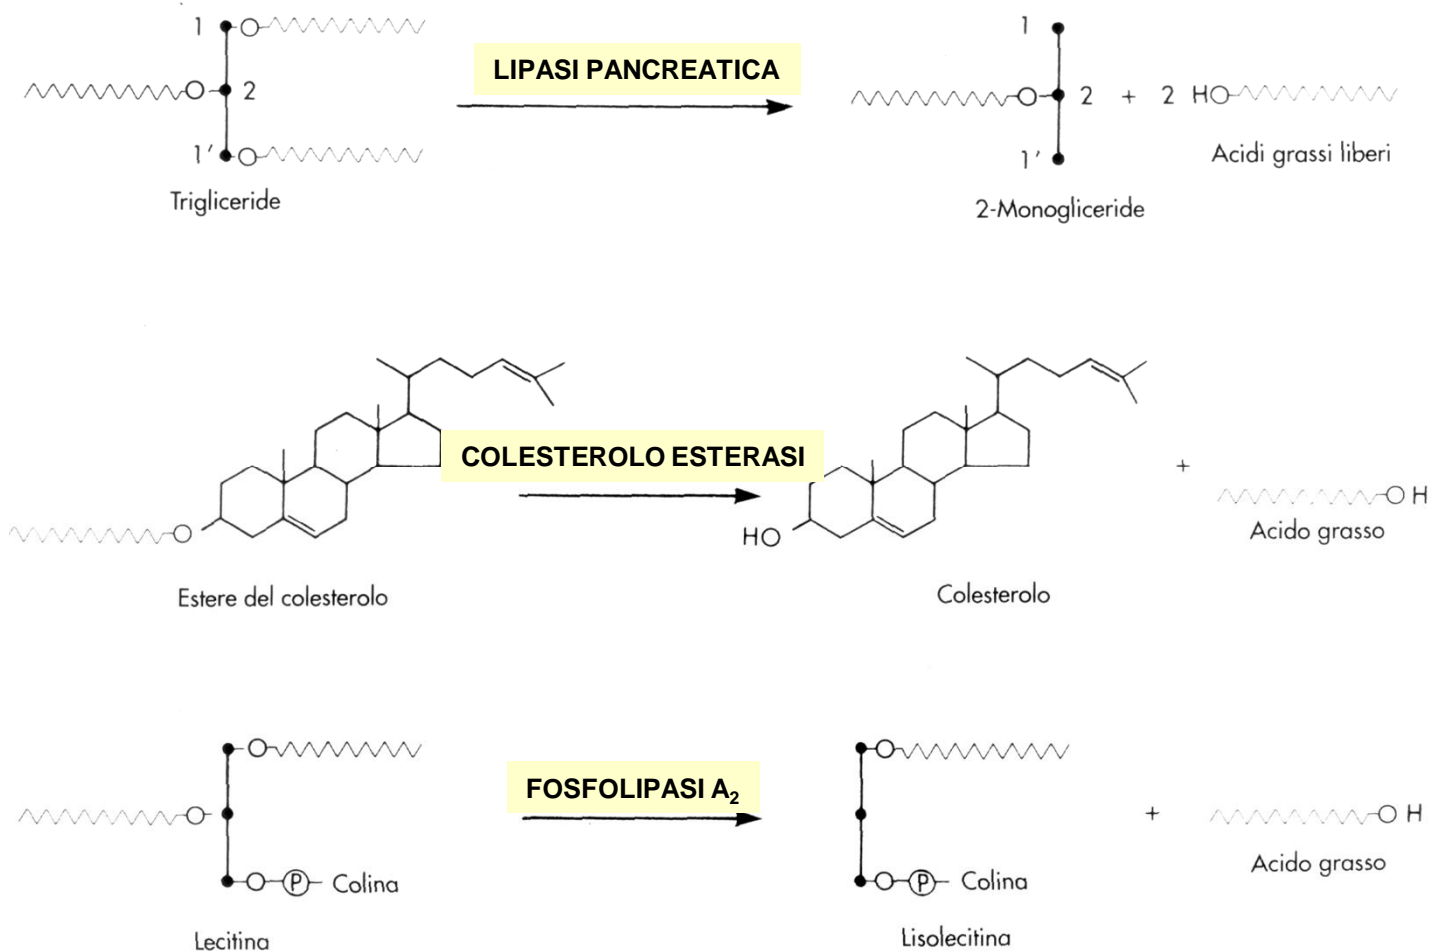 1
O
LIPASI PANCREATICA
1
O 2
O 2 + 2 HO
1' O
1'
Acidi grassi liberi
Trigliceride
2-Monogliceride
COLESTEROLO ESTERASI
+
O
HO
O H
Acido grasso
Estere del colesterolo
Colesterolo
O
O
FOSFOLIPASI A₂
O
+
O H
O P Colina
O P Colina
Acido grasso
Lecitina
Lisolecitina